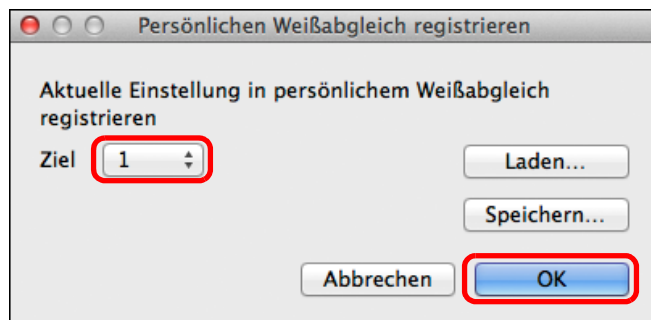 Persönlichen Weißabgleich registrieren
Aktuelle Einstellung in persönlichem Weißabgleich
registrieren
Ziel 1 Laden...
Speichern...
Abbrechen OK